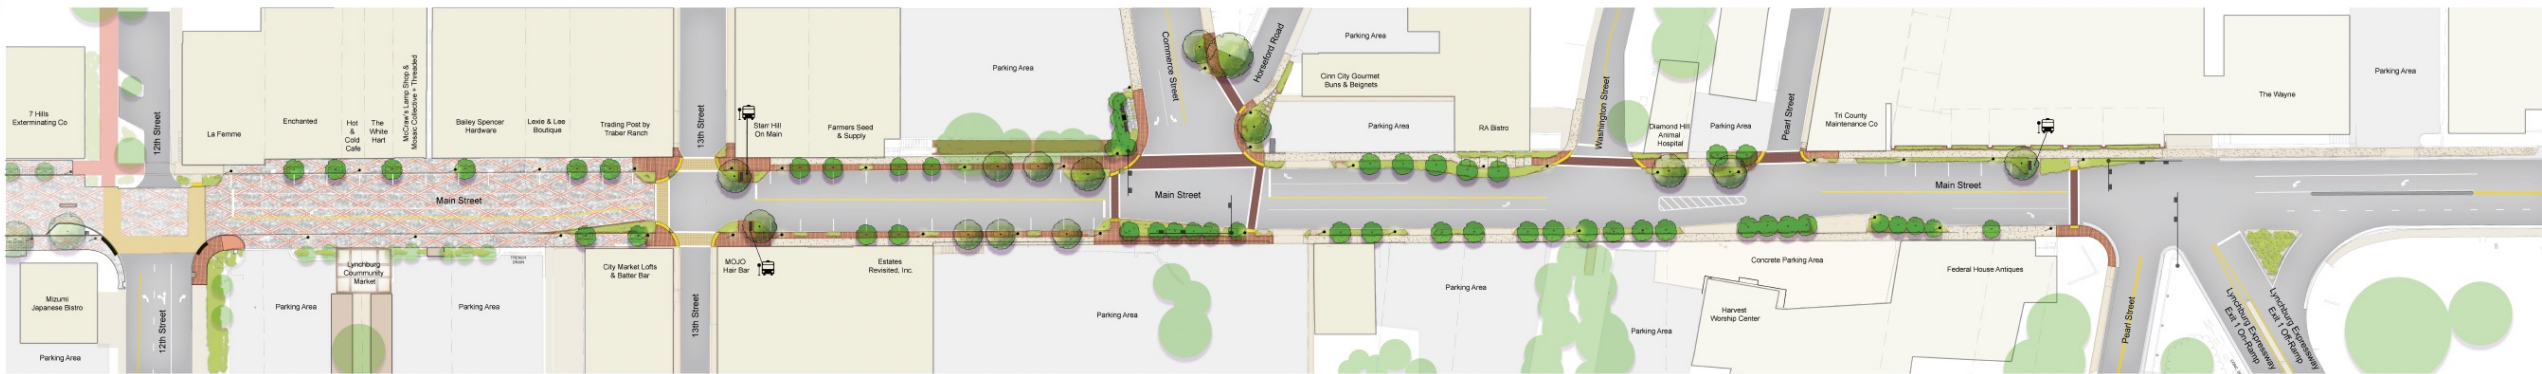 7 Hills
Exterminating Co
12th Street
La Femme
Enchanted
Hot
&
Cold
Cafe
The
White
Hart
McCraw's Lamp Shop &
Mosaic Collective + Threaded
Bailey Spencer
Hardware
Lexie & Lee
Boutique
Trading Post by
Traber Ranch
13th Street
Starr Hill
On Main
Farmers Seed
& Supply
Parking Area
Commerce Street
Horseford Road
Parking Area
Cinn City Gourmet
Buns & Beignets
Parking Area
RA Bistro
Washington Street
Diamond Hill
Animal
Hospital
Parking Area
Pearl Street
Tri County
Maintenance Co
The Wayne
Parking Area
Main Street
Main Street
Main Street
Mizumi
Japanese Bistro
Parking Area
12th Street
Parking Area
Lynchburg
Community
Market
Parking Area
TRENCH
DRAIN
City Market Lofts
& Batter Bar
13th Street
MOJO
Hair Bar
Estates
Revisited, Inc.
Parking Area
Parking Area
Parking Area
Concrete Parking Area
Harvest
Worship Center
Federal House Antiques
Pearl Street
Lynchburg Expressway
Exit 1 On-Ramp
Lynchburg Expressway
Exit 1 Off-Ramp